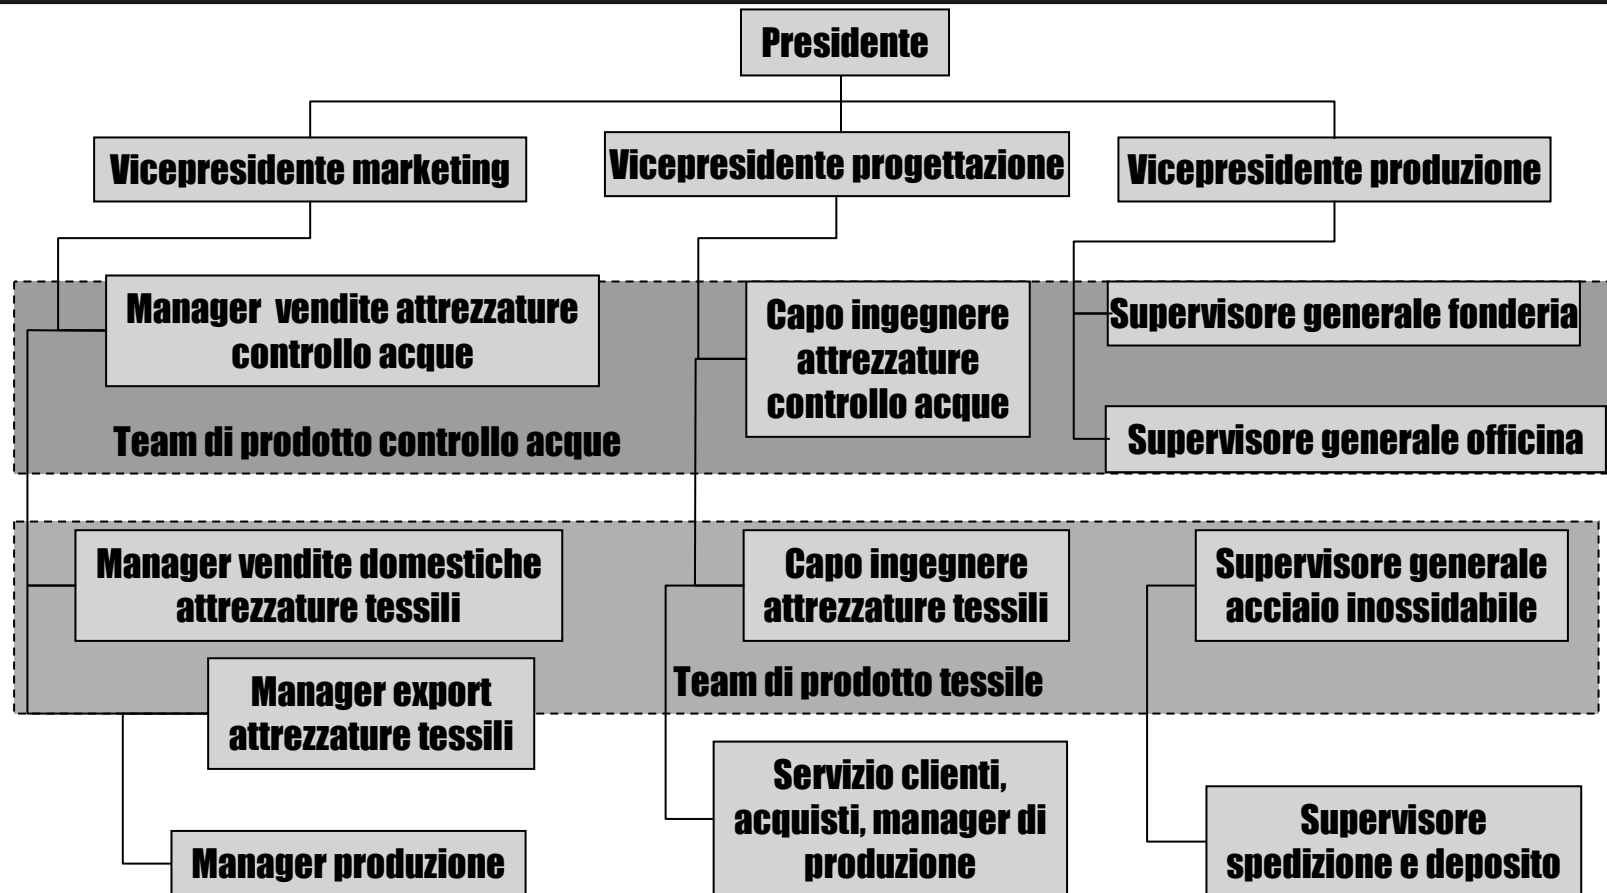 Presidente
Vicepresidente marketing
Vicepresidente progettazione
Vicepresidente produzione
Manager vendite attrezzature
controllo acque
Capo ingegnere
attrezzature
controllo acque
Supervisore generale fonderia
Supervisore generale officina
Team di prodotto controllo acque
Manager vendite domestiche
attrezzature tessili
Capo ingegnere
attrezzature tessili
Supervisore generale
acciaio inossidabile
Manager export
attrezzature tessili
Team di prodotto tessile
Manager produzione
Servizio clienti,
acquisti, manager di
produzione
Supervisore
spedizione e deposito